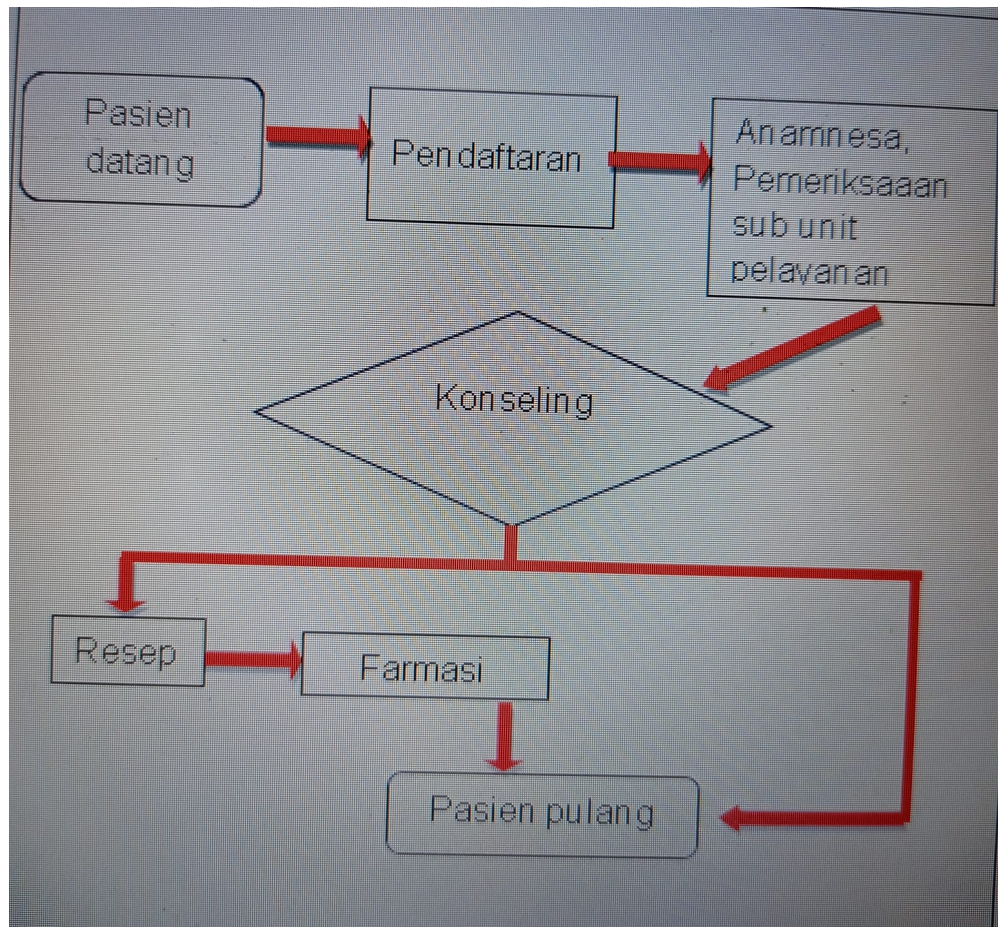 Pasien
datang
Pendaftaran
Anamnesa,
Pemeriksaaan
sub unit
pelayanan
Konseling
Resep
Farmasi
Pasien pulang